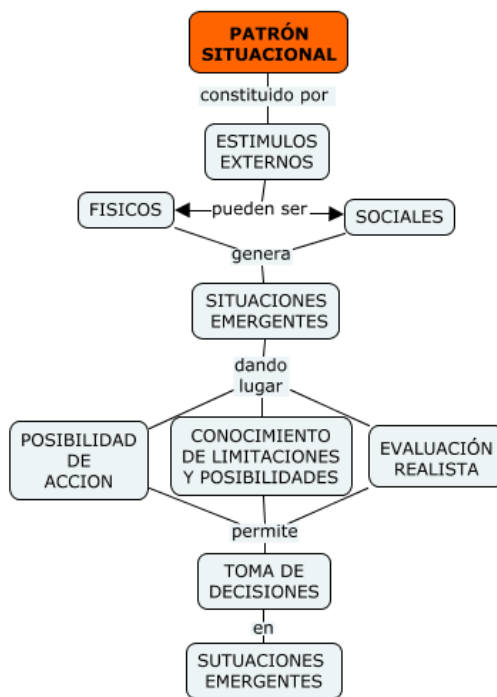 PATRÓN
SITUACIONAL
constituido por
ESTIMULOS
EXTERNOS
FISICOS
pueden ser
SOCIALES
genera
SITUACIONES
EMERGENTES
dando
lugar
POSIBILIDAD
DE
ACCION
CONOCIMIENTO
DE LIMITACIONES
Y POSIBILIDADES
EVALUACIÓN
REALISTA
permite
TOMA DE
DECISIONES
en
SUTUACIONES
EMERGENTES